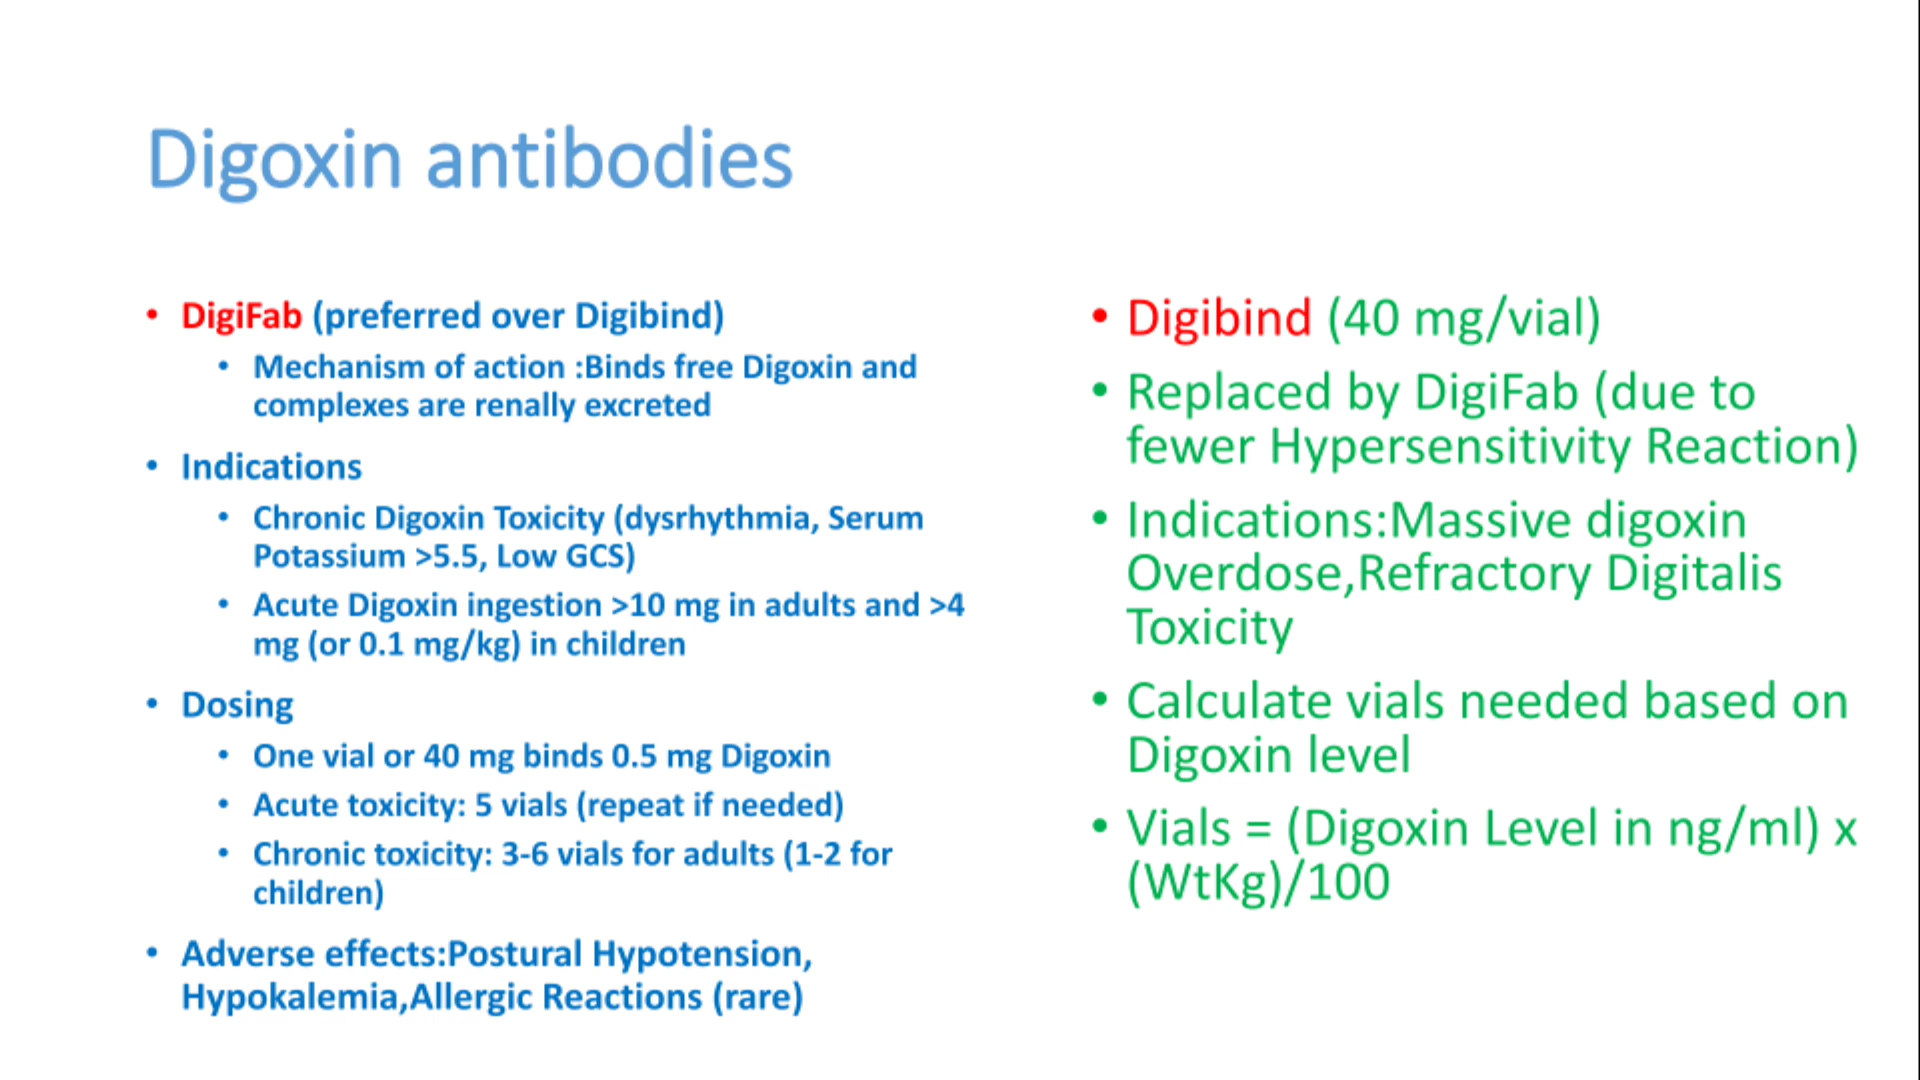 Digoxin antibodies
• DigiFab (preferred over Digibind)
• Mechanism of action :Binds free Digoxin and
complexes are renally excreted
• Indications
• Chronic Digoxin Toxicity (dysrhythmia, Serum
Potassium >5.5, Low GCS)
• Acute Digoxin ingestion >10 mg in adults and >4
mg (or 0.1 mg/kg) in children
• Dosing
• One vial or 40 mg binds 0.5 mg Digoxin
• Acute toxicity: 5 vials (repeat if needed)
• Chronic toxicity: 3-6 vials for adults (1-2 for
children)
• Adverse effects:Postural Hypotension,
Hypokalemia,Allergic Reactions (rare)
• Digibind (40 mg/vial)
• Replaced by DigiFab (due to
fewer Hypersensitivity Reaction)
• Indications:Massive digoxin
Overdose,Refractory Digitalis
Toxicity
• Calculate vials needed based on
Digoxin level
• Vials = (Digoxin Level in ng/ml) x
(WtKg)/100